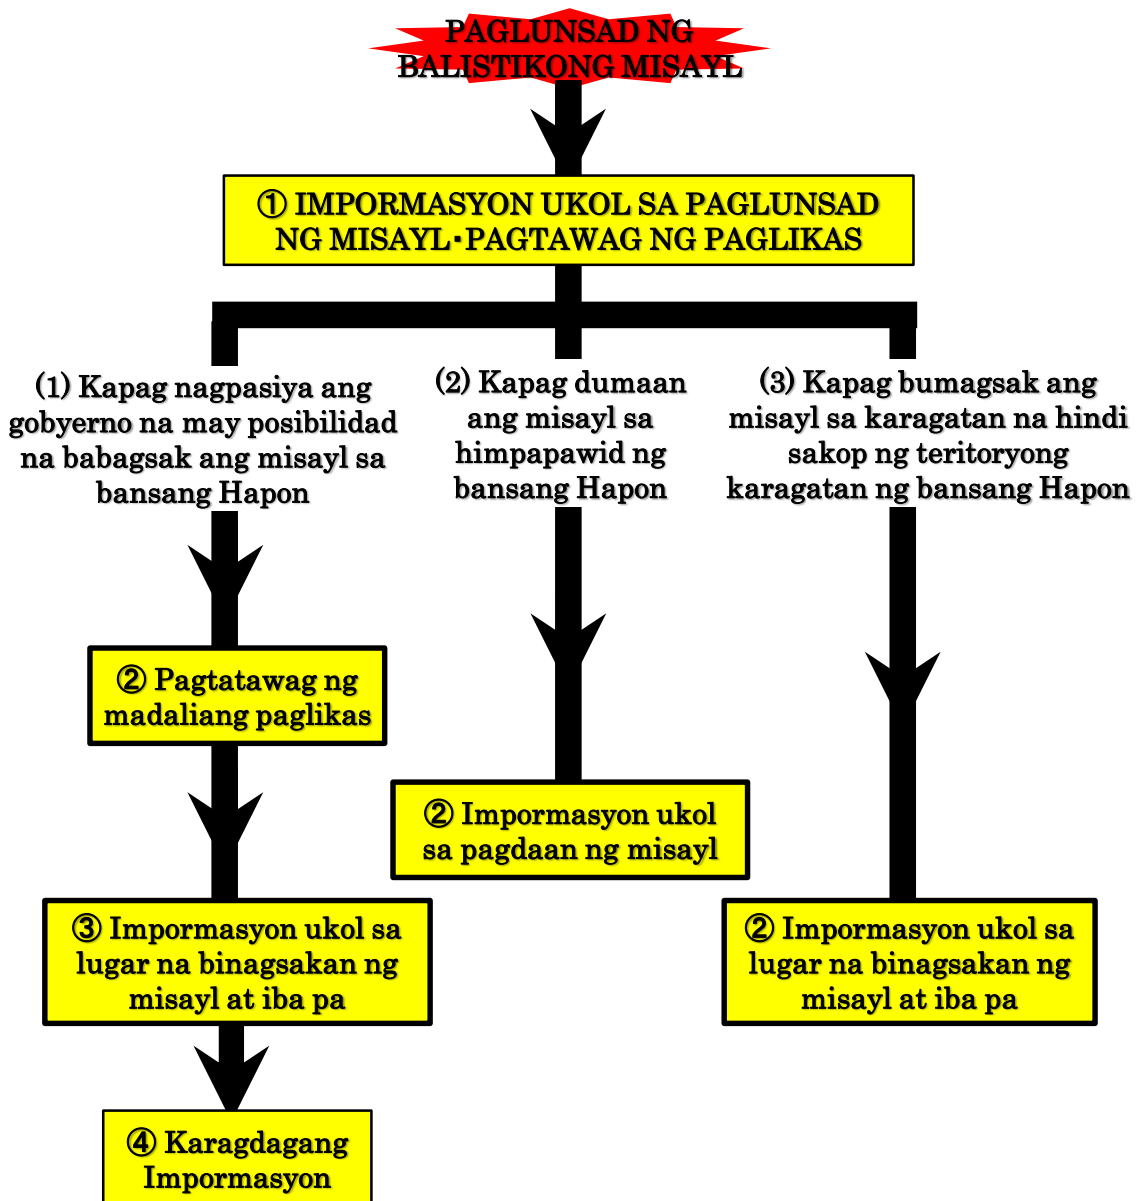 PAGLUNSAD NG
BALISTIKONG MISAYL
① IMPORMASYON UKOL SA PAGLUNSAD
NG MISAYL・PAGTAWAG NG PAGLIKAS
(1) Kapag nagpasiya ang
gobyerno na may posibilidad
na babagsak ang misayl sa
bansang Hapon
(2) Kapag dumaan
ang misayl sa
himpapawid ng
bansang Hapon
(3) Kapag bumagsak ang
misayl sa karagatan na hindi
sakop ng teritoryong
karagatan ng bansang Hapon
② Pagtatawag ng
madaliang paglikas
② Impormasyon ukol
sa pagdaan ng misayl
③ Impormasyon ukol sa
lugar na binagsakan ng
misayl at iba pa
② Impormasyon ukol sa
lugar na binagsakan ng
misayl at iba pa
④ Karagdagang
Impormasyon